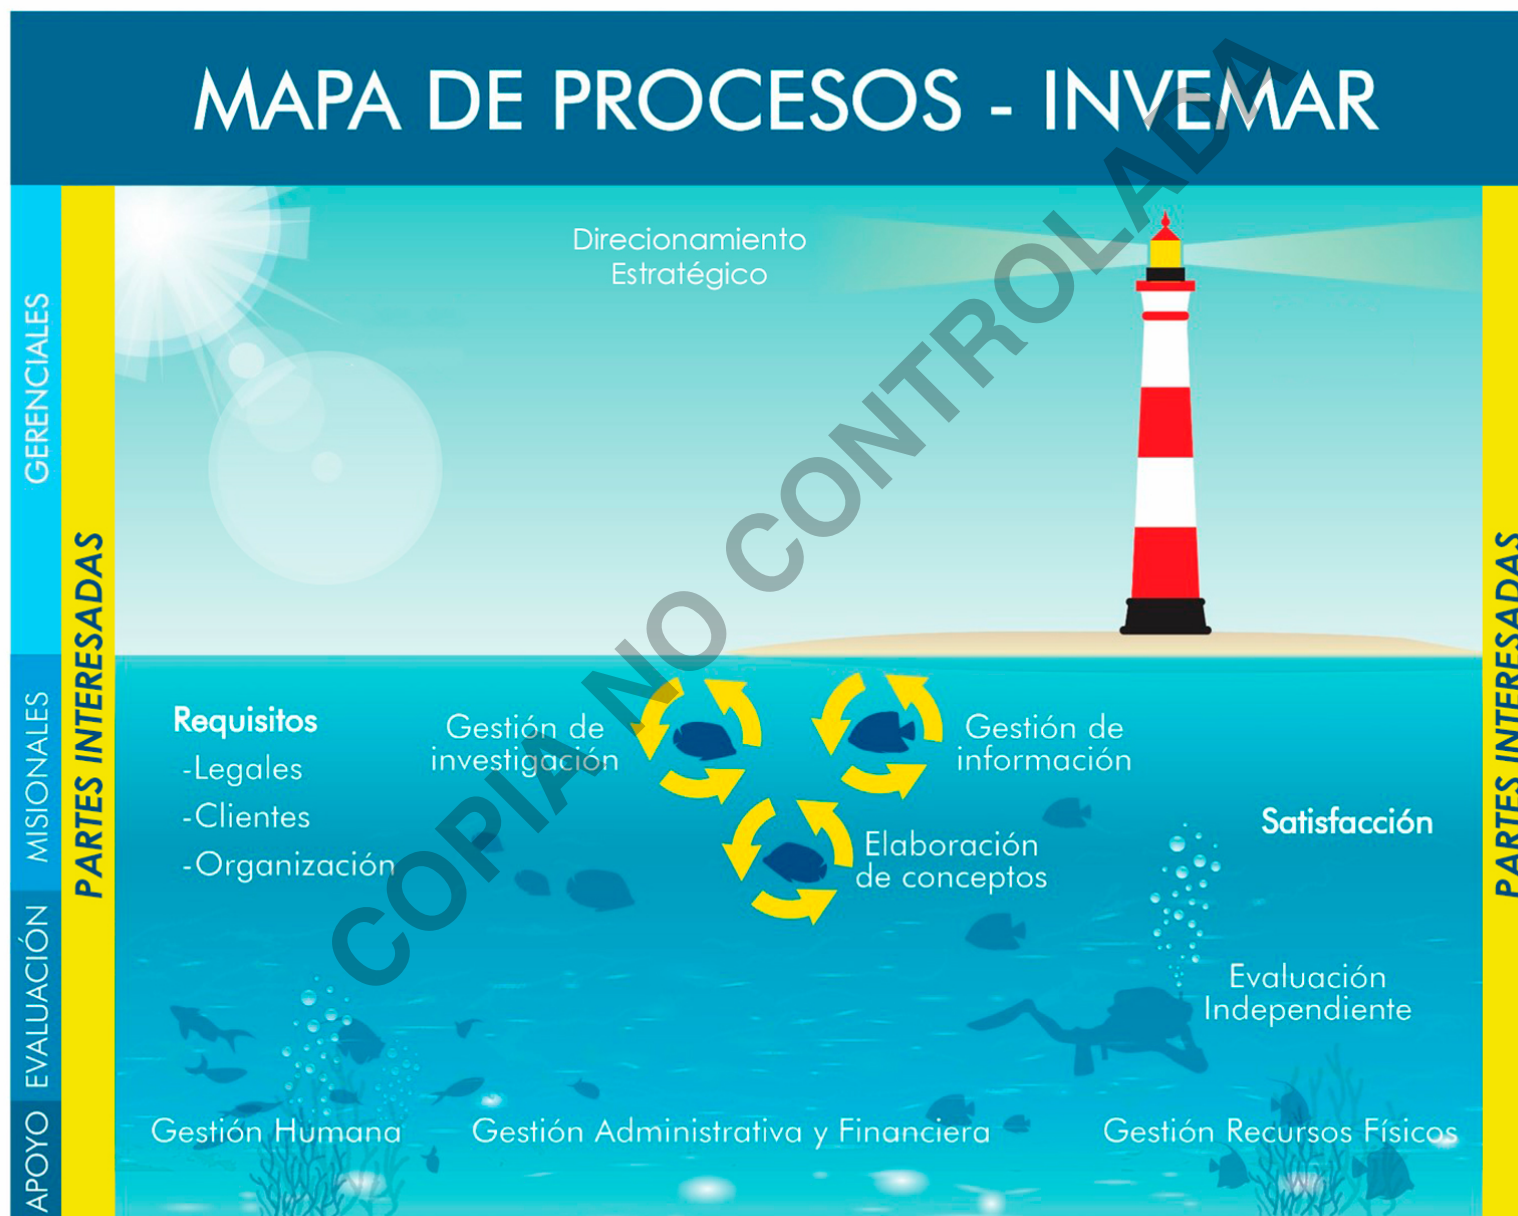 MAPA DE PROCESOS - INVEMAR
GERENCIALES
MISIONALES
EVALUACIÓN
APOYO
PARTES INTERESADAS
Direcionamiento
Estratégico
Requisitos
-Legales
-Clientes
-Organización
Gestión de
investigación
Gestión de
información
Elaboración
de conceptos
Satisfacción
Evaluación
Independiente
Gestión Humana
Gestión Administrativa y Financiera
Gestión Recursos Físicos
PARTES INTERESADAS
COPIA NO CONTROLADA